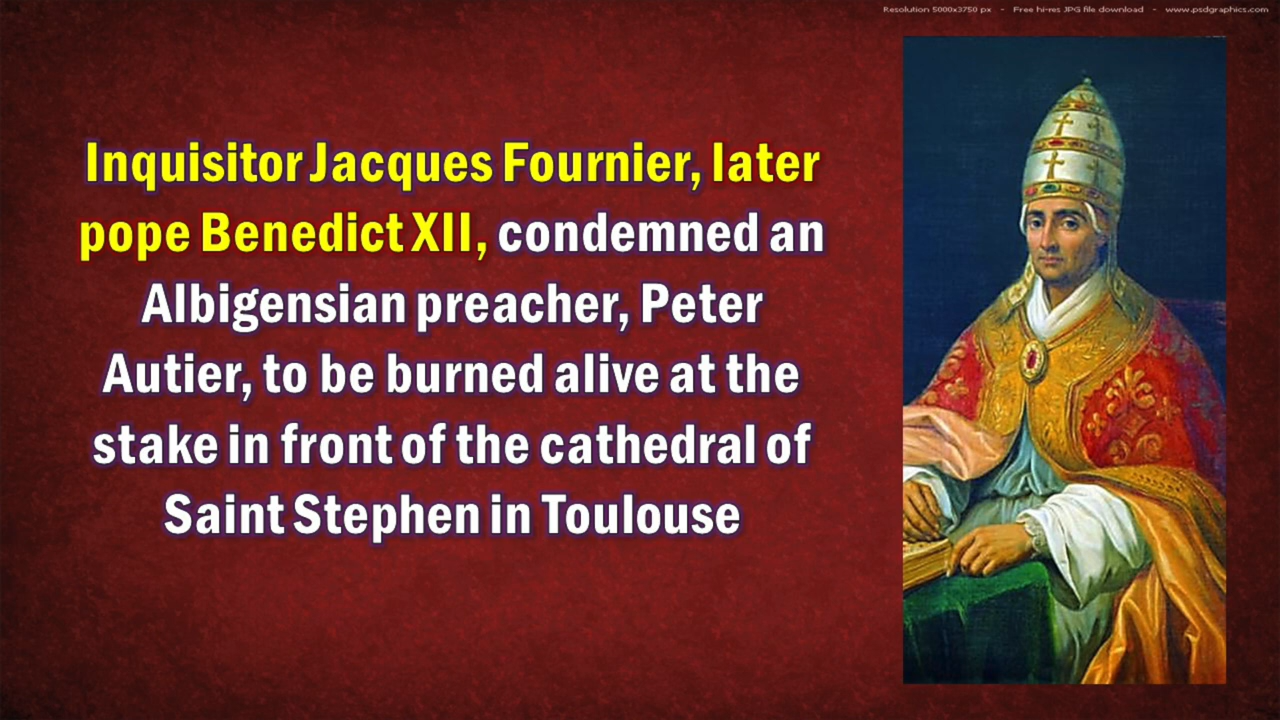 Resolution 5000x3750 px - Free hi-res JPG file download - www.psdgraphics.com
Inquisitor Jacques Fournier, later
pope Benedict XII, condemned an
Albigensian preacher, Peter
Autier, to be burned alive at the
stake in front of the cathedral of
Saint Stephen in Toulouse